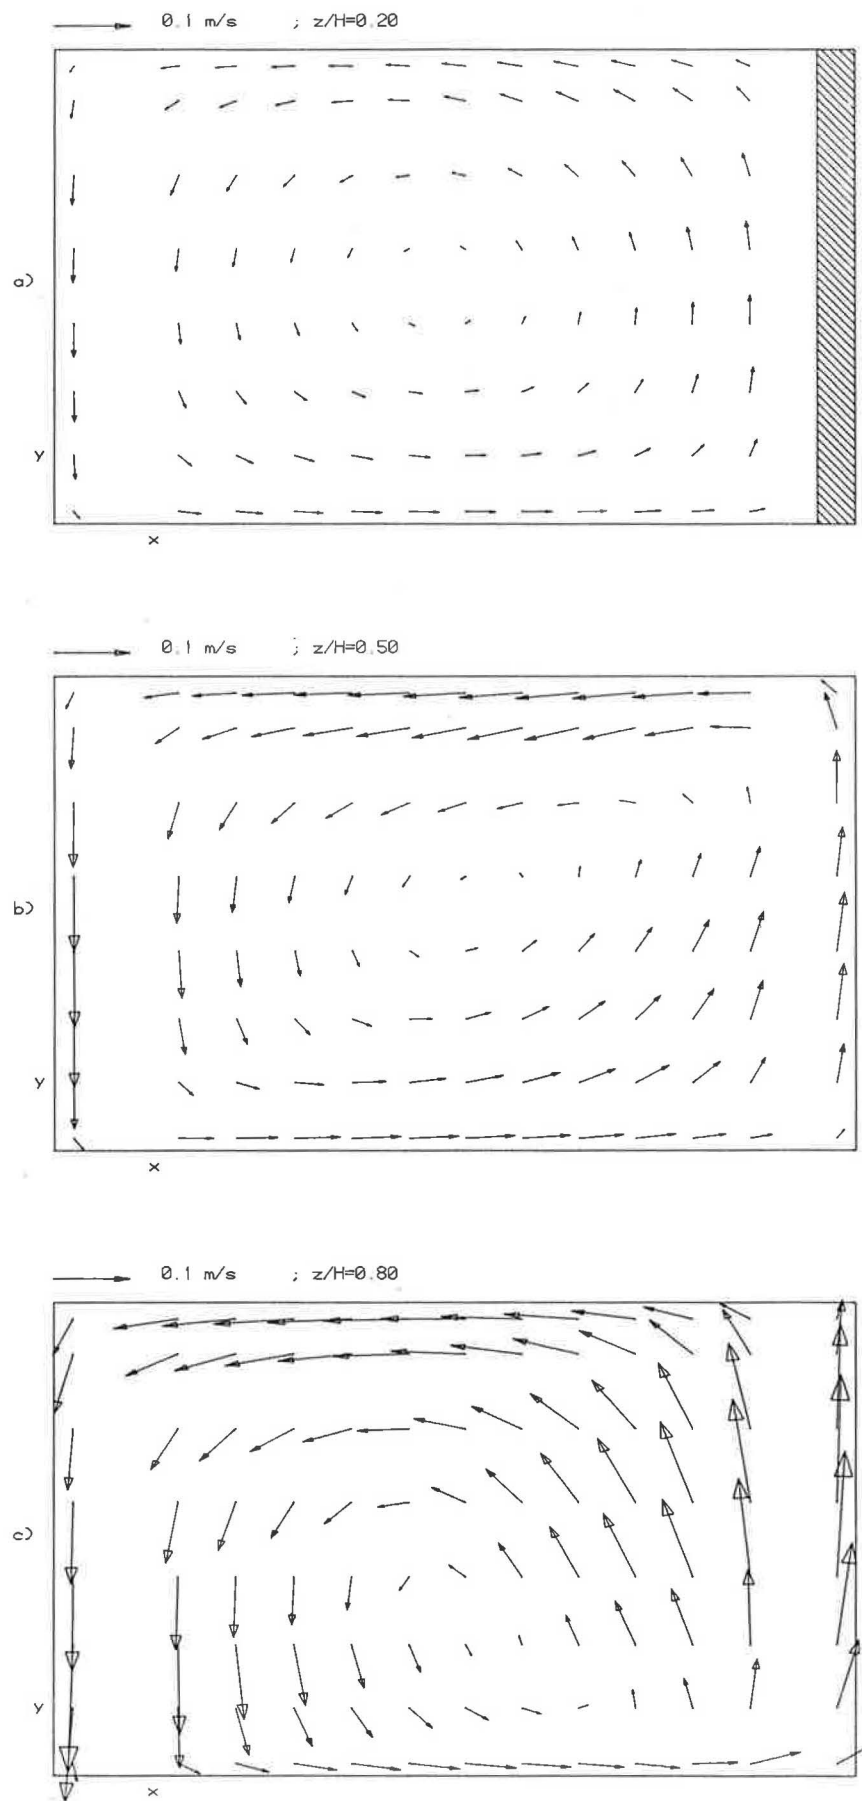 0.1 m/s ; z/H=0.20
a)
y
x
0.1 m/s ; z/H=0.50
b)
y
x
0.1 m/s ; z/H=0.80
c)
y
x